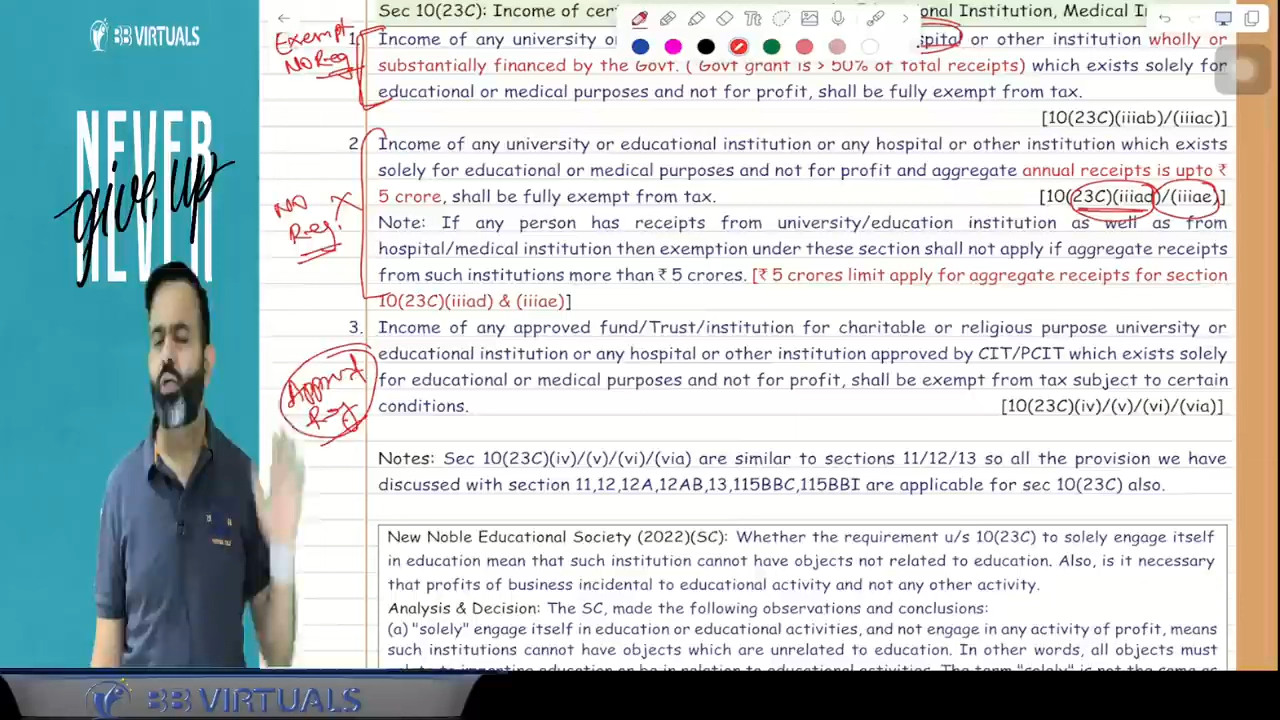 BB VIRTUALS
NEVER
give up
NEVER
Exempt
No Reg
No
Reg.
Approval
Reg
Sec 10(23C): Income of cer
ational Institution, Medical I
1.
Income of any university o
spital or other institution wholly or
substantially financed by the Govt. ( Govt grant is > 50% of total receipts) which exists solely for
educational or medical purposes and not for profit, shall be fully exempt from tax.
[10(23C)(iiiab)/(iiiac)]
2 Income of any university or educational institution or any hospital or other institution which exists
solely for educational or medical purposes and not for profit and aggregate annual receipts is upto ₹
5 crore, shall be fully exempt from tax. [10(23C)(iiiad)/(iiiae)]
Note: If any person has receipts from university/education institution as well as from
hospital/medical institution then exemption under these section shall not apply if aggregate receipts
from such institutions more than ₹ 5 crores. [₹ 5 crores limit apply for aggregate receipts for section
10(23C)(iiiad) & (iiiae)]
3. Income of any approved fund/Trust/institution for charitable or religious purpose university or
educational institution or any hospital or other institution approved by CIT/PCIT which exists solely
for educational or medical purposes and not for profit, shall be exempt from tax subject to certain
conditions. [10(23C)(iv)/(v)/(vi)/(via)]
Notes: Sec 10(23C)(iv)/(v)/(vi)/(via) are similar to sections 11/12/13 so all the provision we have
discussed with section 11,12,12A,12AB,13,115BBC,115BBI are applicable for sec 10(23C) also.
New Noble Educational Society (2022)(SC): Whether the requirement u/s 10(23C) to solely engage itself
in education mean that such institution cannot have objects not related to education. Also, is it necessary
that profits of business incidental to educational activity and not any other activity.
Analysis & Decision: The SC, made the following observations and conclusions:
(a) "solely" engage itself in education or educational activities, and not engage in any activity of profit, means
such institutions cannot have objects which are unrelated to education. In other words, all objects must
BB VIRTUALS